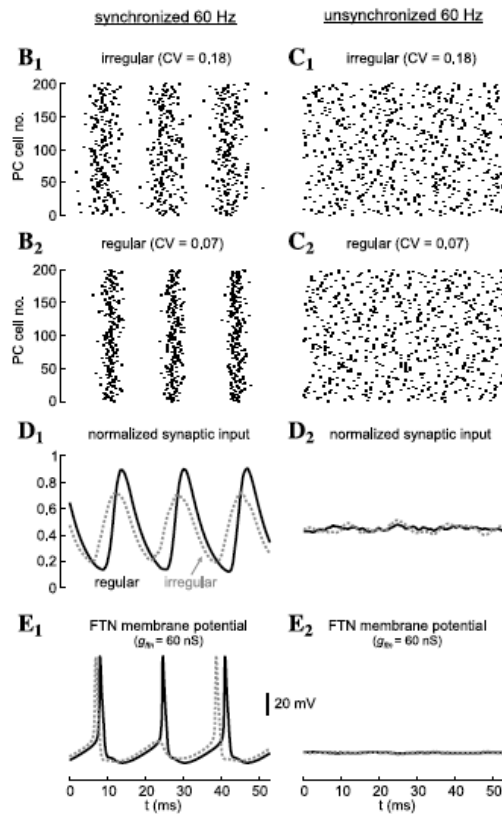 synchronized 60 Hz
unsynchronized 60 Hz
B1
irregular (CV = 0.18)
C1
irregular (CV = 0.18)
200
150
100
50
0
PC cell no.
B2
regular (CV = 0.07)
C2
regular (CV = 0.07)
200
150
100
50
0
PC cell no.
D1
normalized synaptic input
D2
normalized synaptic input
1
0.8
0.6
0.4
0.2
0
regular
irregular
E1
FTN membrane potential
(gftn = 60 nS)
E2
FTN membrane potential
(gftn = 60 nS)
20 mV
0 10 20 30 40 50
t (ms)
0 10 20 30 40 50
t (ms)